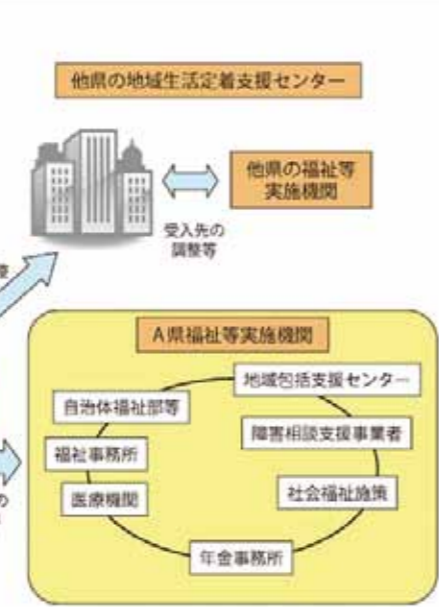 他県の地域生活定着支援センター
他県の福祉等
実施機関
受入先の
調整等
整
A県福祉等実施機関
地域包括支援センター
自治体福祉部等
障害相談支援事業者
福祉事務所
医療機関
社会福祉施策
の
年金事務所